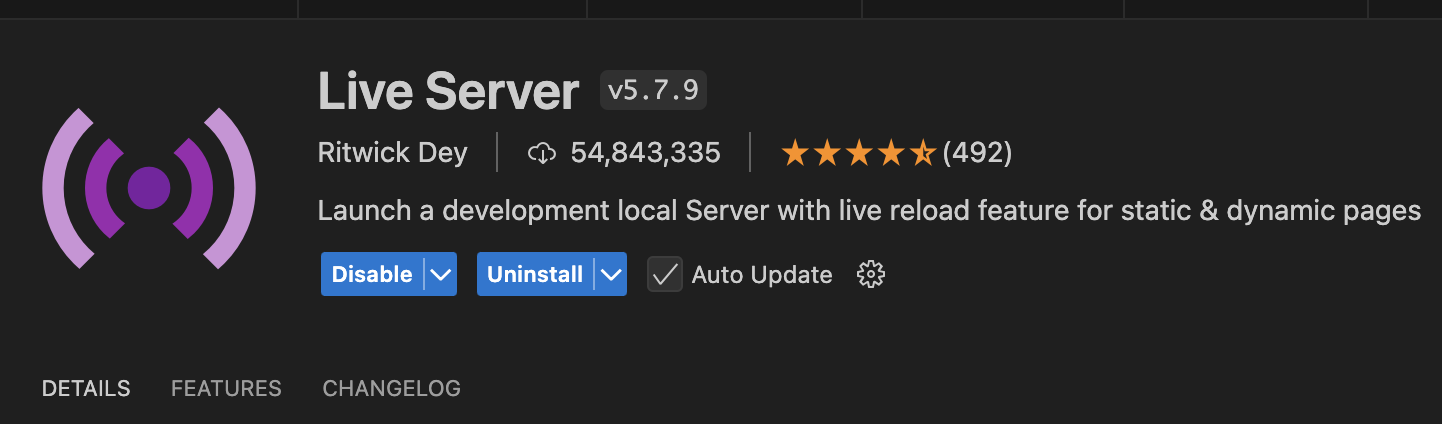 Live Server v5.7.9
Ritwick Dey 54,843,335 (492)
Launch a development local Server with live reload feature for static & dynamic pages
Disable Uninstall Auto Update
DETAILS FEATURES CHANGELOG